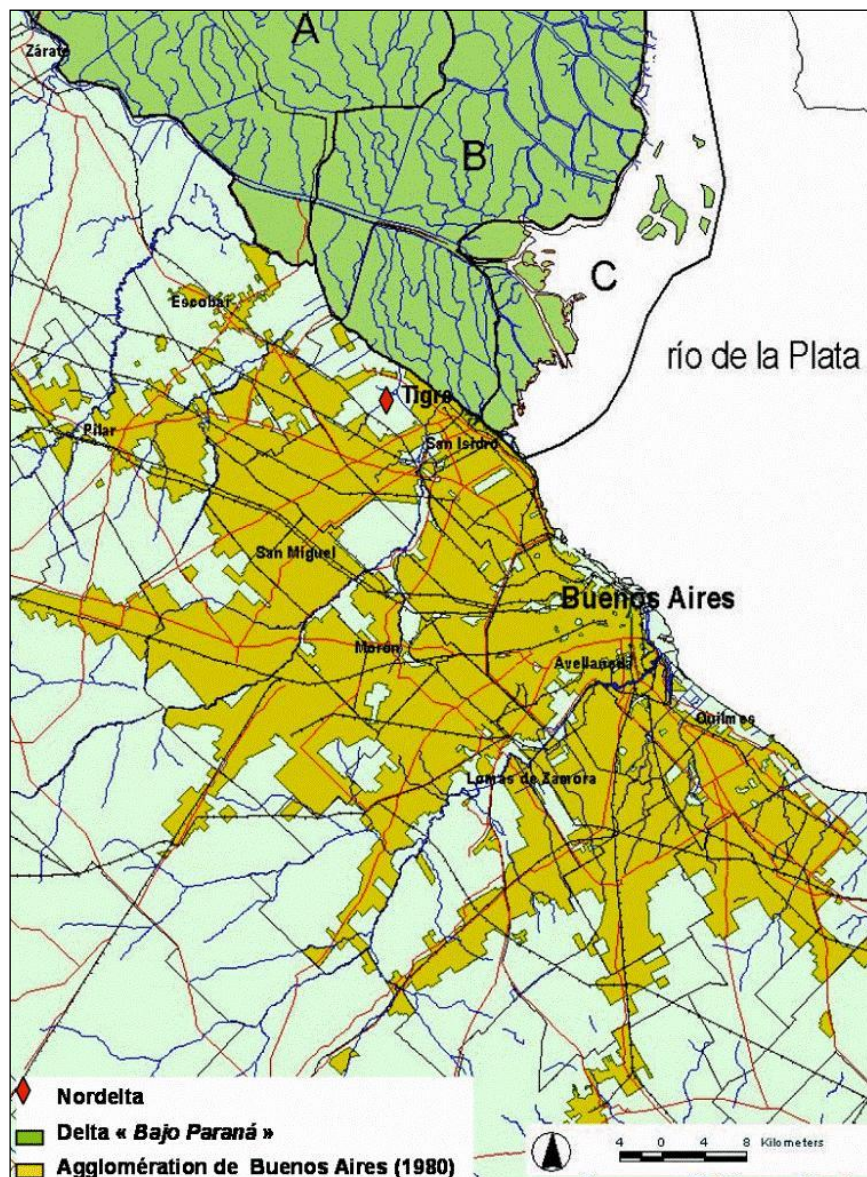 A
Zárate
B
C
Escobar
río de la Plata
Tigre
Pilar
San Isidro
San Miguel
Buenos Aires
Morón
Avellaneda
Quilmes
Lomas de Zamora
Nordelta
Delta « Bajo Paraná »
Agglomération de Buenos Aires (1980)
4 0 4 8 Kilometers